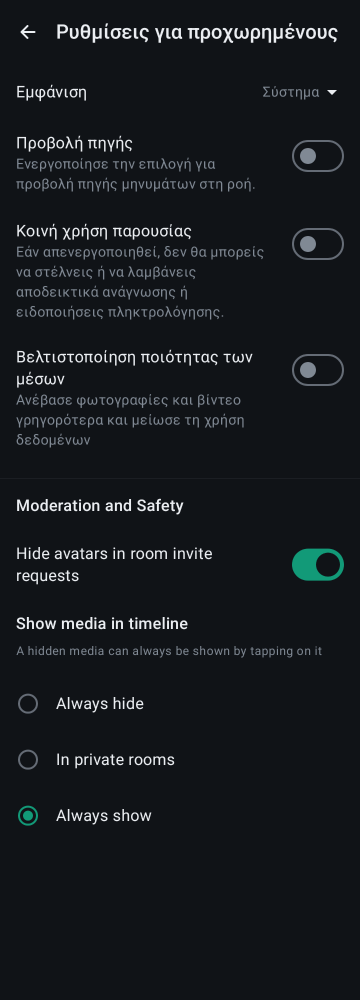 Ρυθμίσεις για προχωρημένους
Εμφάνιση
Σύστημα
Προβολή πηγής
Ενεργοποίησε την επιλογή για
προβολή πηγής μηνυμάτων στη ροή.
Κοινή χρήση παρουσίας
Εάν απενεργοποιηθεί, δεν θα μπορείς
να στέλνεις ή να λαμβάνεις
αποδεικτικά ανάγνωσης ή
ειδοποιήσεις πληκτρολόγησης.
Βελτιστοποίηση ποιότητας των
μέσων
Ανέβασε φωτογραφίες και βίντεο
γρηγορότερα και μείωσε τη χρήση
δεδομένων
Moderation and Safety
Hide avatars in room invite
requests
Show media in timeline
A hidden media can always be shown by tapping on it
Always hide
In private rooms
Always show